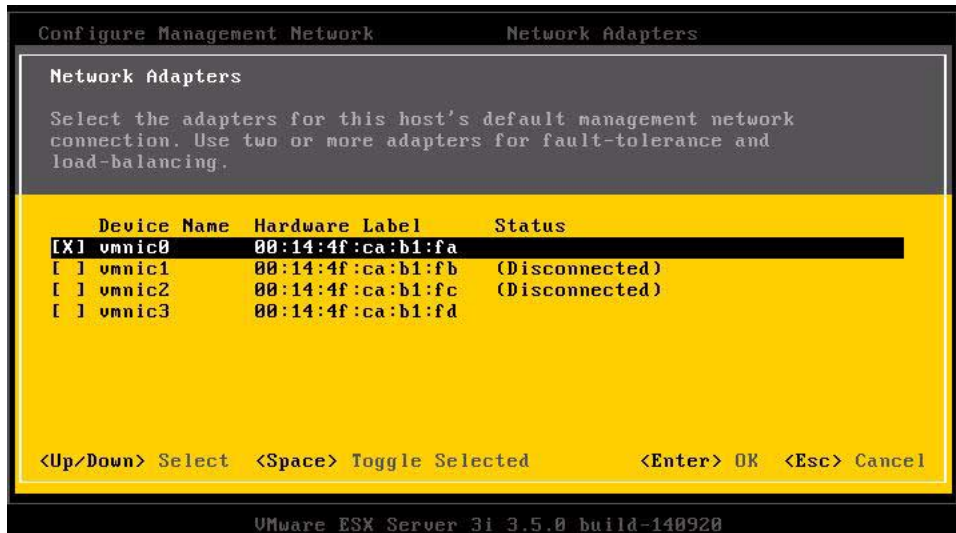 Configure Management Network Network Adapters
Network Adapters
Select the adapters for this host's default management network
connection. Use two or more adapters for fault-tolerance and
load-balancing.
Device Name Hardware Label Status
[X] vmnic0 00:14:4f:ca:b1:fa
[ ] vmnic1 00:14:4f:ca:b1:fb (Disconnected)
[ ] vmnic2 00:14:4f:ca:b1:fc (Disconnected)
[ ] vmnic3 00:14:4f:ca:b1:fd
<Up/Down> Select <Space> Toggle Selected <Enter> OK <Esc> Cancel
VMware ESX Server 3i 3.5.0 build-140920